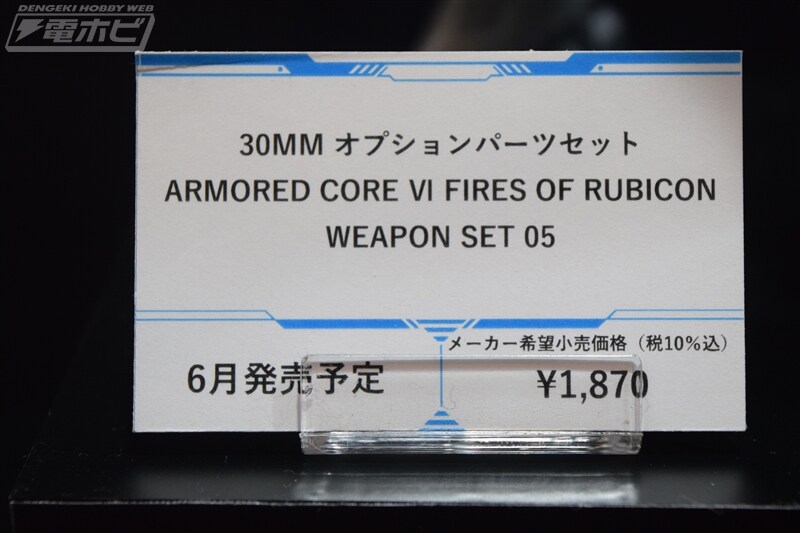 DENGEKI HOBBY WEB
電ホビ
30MM オプションパーツセット
ARMORED CORE VI FIRES OF RUBICON
WEAPON SET 05
メーカー希望小売価格（税10%込）
6月発売予定
¥1,870